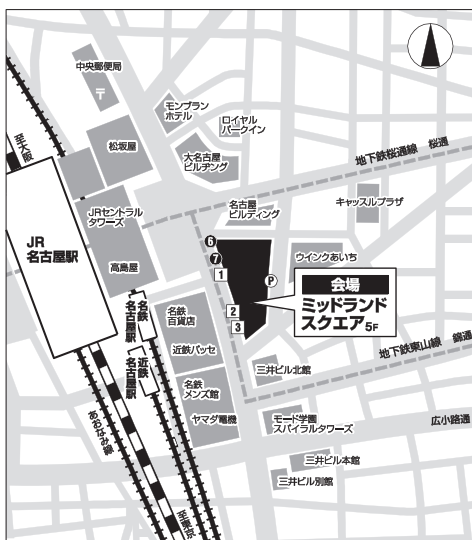 中央郵便局
〒
モンブラン
ホテル
ロイヤル
パークイン
松坂屋
大名古屋
ビルヂング
至大阪
地下鉄桜通線 桜通
JRセントラル
タワーズ
名古屋
ビルディング
キャッスルプラザ
JR
名古屋駅
高島屋
6
7
1
P
ウインクあいち
会場
ミッドランド
スクエア5F
2
3
名鉄
名古屋駅
名鉄
百貨店
近鉄
名古屋駅
近鉄パッセ
地下鉄東山線 錦通
三井ビル北館
名鉄
メンズ館
ヤマダ電機
あおなみ線
モード学園
スパイラルタワーズ
広小路通
三井ビル本館
三井ビル別館
至東京